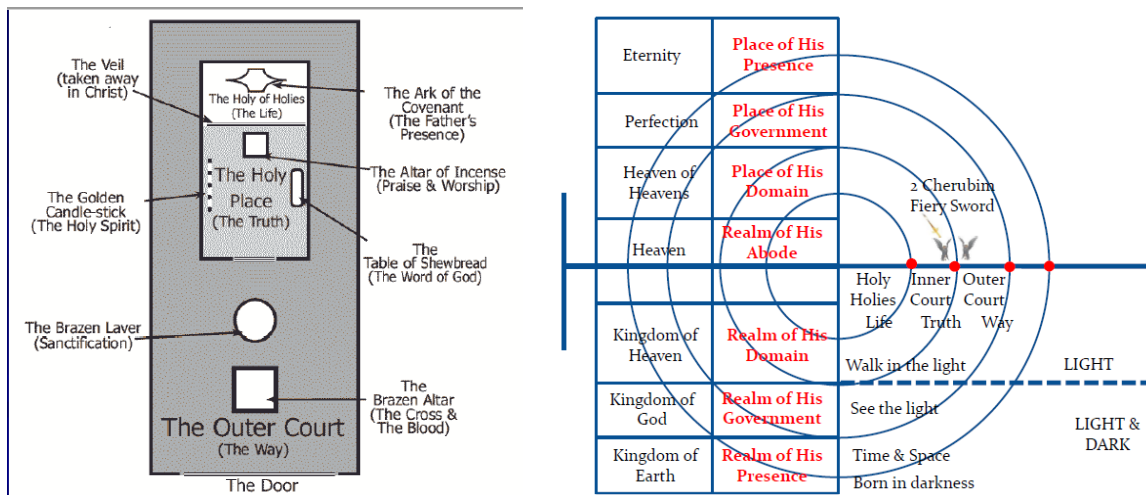 The Veil
(taken away
in Christ)
The Holy of Holies
(The Life)
The Ark of the
Covenant
(The Father's
Presence)
The Altar of Incense
(Praise & Worship)
The Holy
Place
(The Truth)
The Golden
Candle-stick
(The Holy Spirit)
The
Table of Shewbread
(The Word of God)
The Brazen Laver
(Sanctification)
The
Brazen Altar
(The Cross &
The Blood)
The Outer Court
(The Way)
The Door
Eternity
Place of His
Presence
Perfection
Place of His
Government
Heaven of
Heavens
Place of His
Domain
Heaven
Realm of His
Abode
2 Cherubim
Fiery Sword
Holy
Holies
Life
Inner
Court
Truth
Outer
Court
Way
Kingdom of
Heaven
Realm of His
Domain
Walk in the light
LIGHT
Kingdom of
God
Realm of His
Government
See the light
LIGHT &
DARK
Kingdom of
Earth
Realm of His
Presence
Time & Space
Born in darkness